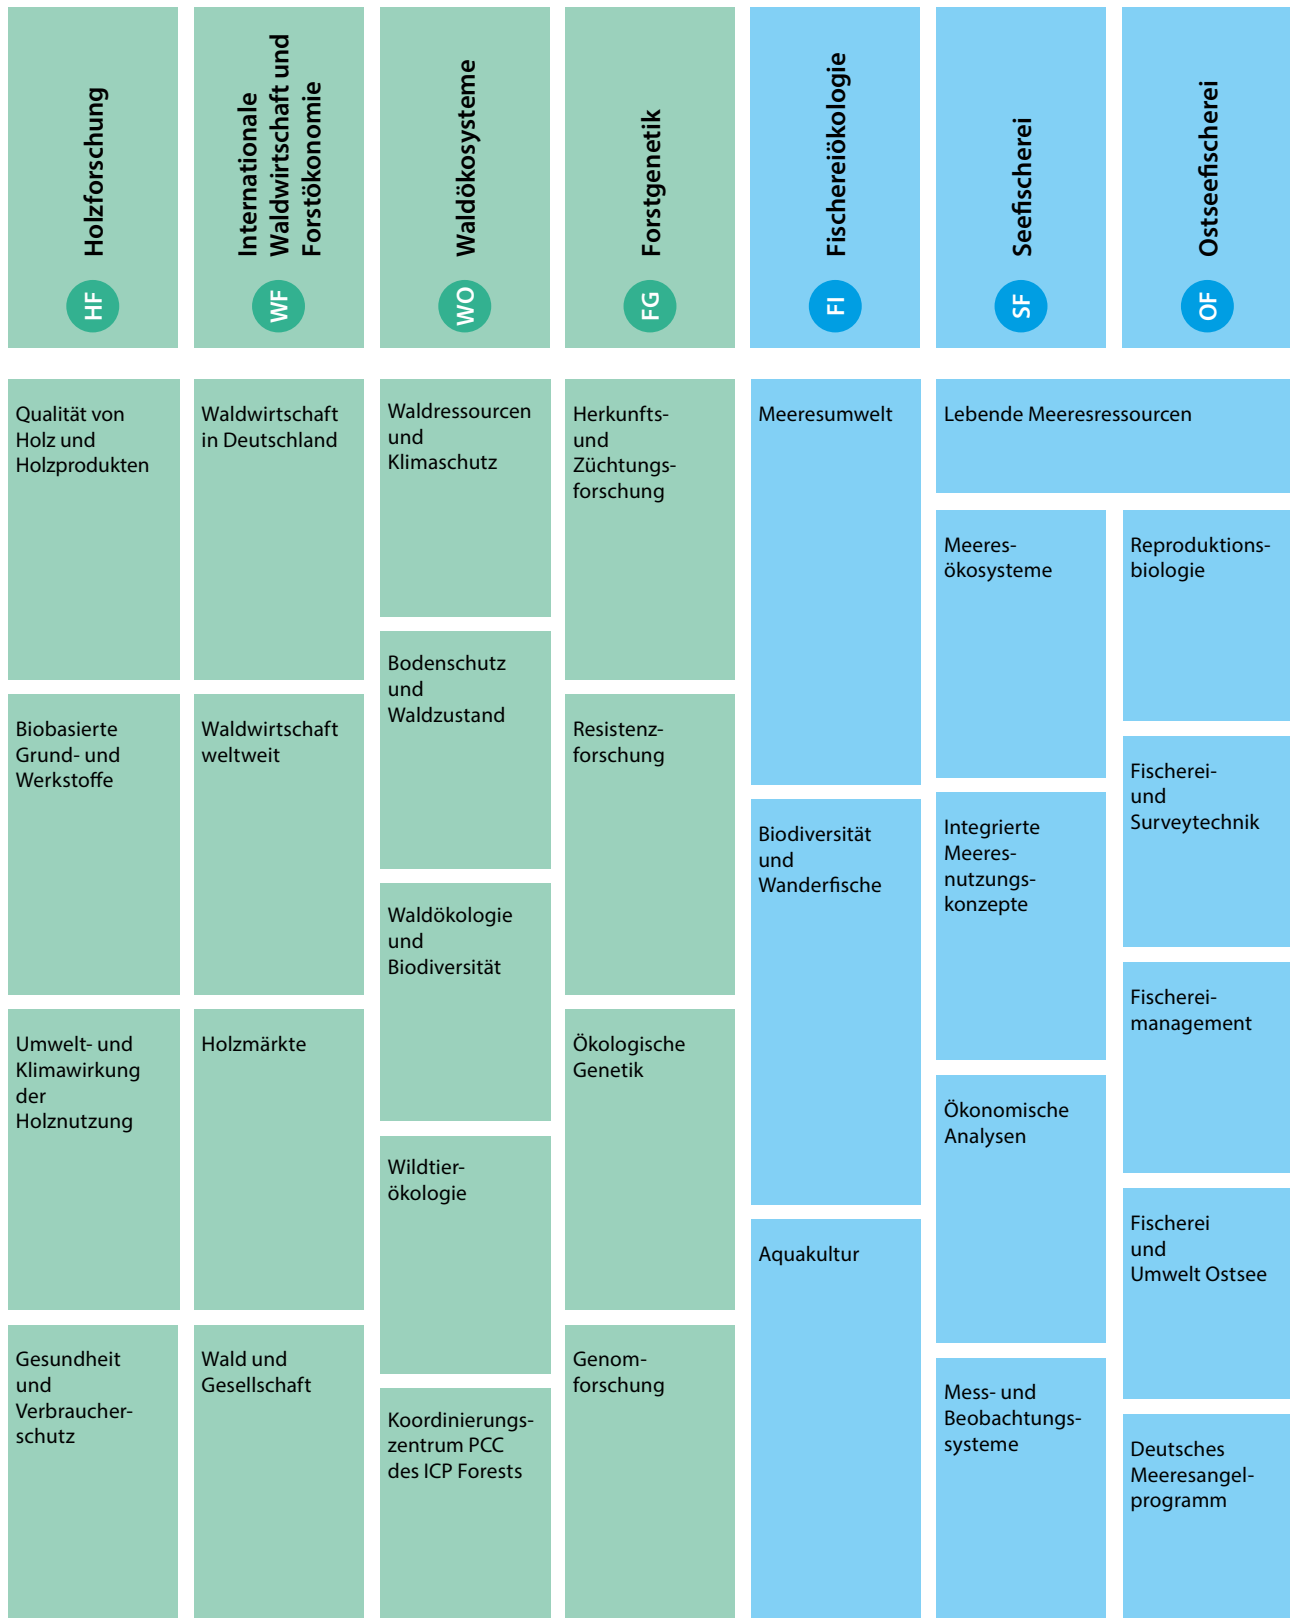 Holzforschung
HF
Internationale
Waldwirtschaft und
Forstökonomie
WF
Waldökosysteme
WO
Forstgenetik
FG
Fischereiökologie
FI
Seefischerei
SF
Ostseefischerei
OF
Qualität von
Holz und
Holzprodukten
Biobasierte
Grund- und
Werkstoffe
Umwelt- und
Klimawirkung
der
Holznutzung
Gesundheit
und
Verbraucher-
schutz
Waldwirtschaft
in Deutschland
Waldwirtschaft
weltweit
Holzmärkte
Wald und
Gesellschaft
Waldressourcen
und
Klimaschutz
Bodenschutz
und
Waldzustand
Waldökologie
und
Biodiversität
Wildtier-
ökologie
Koordinierungs-
zentrum PCC
des ICP Forests
Herkunfts-
und
Züchtungs-
forschung
Resistenz-
forschung
Ökologische
Genetik
Genom-
forschung
Meeresumwelt
Biodiversität
und
Wanderfische
Aquakultur
Lebende Meeresressourcen
Meeres-
ökosysteme
Integrierte
Meeres-
nutzungs-
konzepte
Ökonomische
Analysen
Mess- und
Beobachtungs-
systeme
Reproduktions-
biologie
Fischerei-
und
Surveytechnik
Fischerei-
management
Fischerei
und
Umwelt Ostsee
Deutsches
Meeresangel-
programm